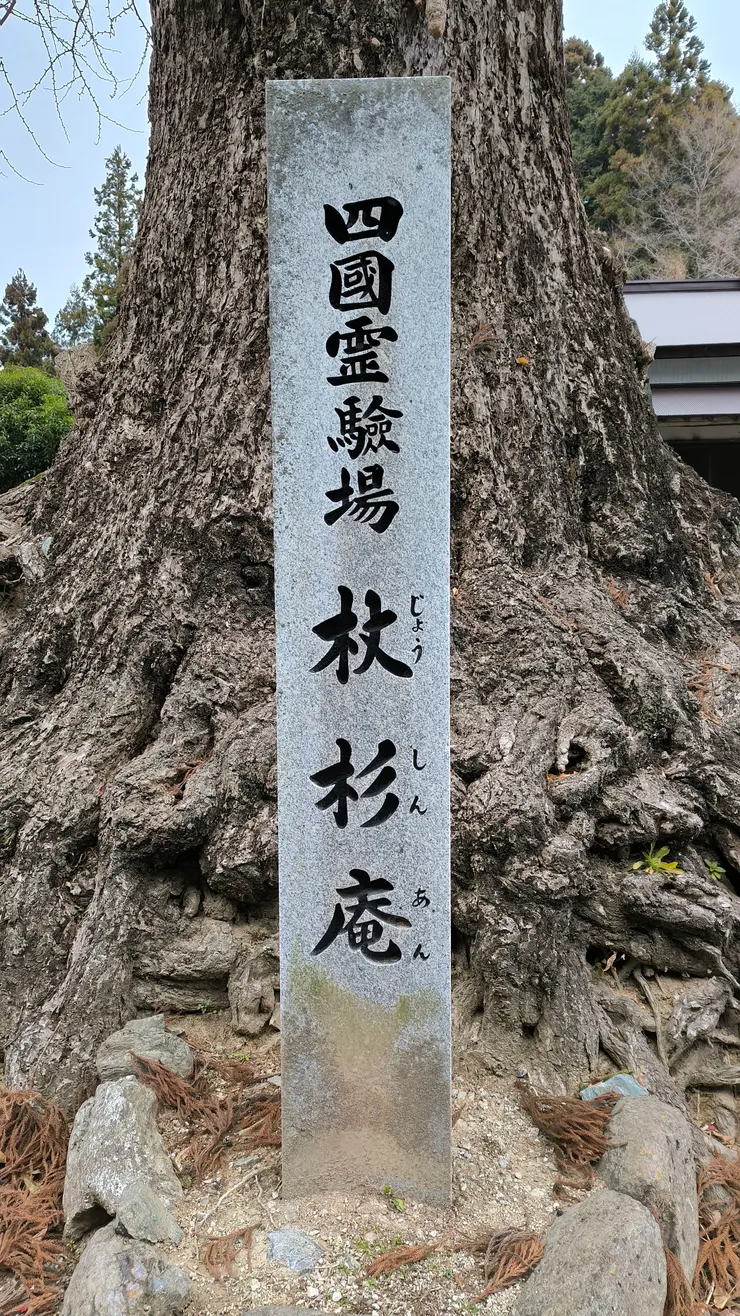 四國霊驗場 杖杉庵
じょう
しん
あん